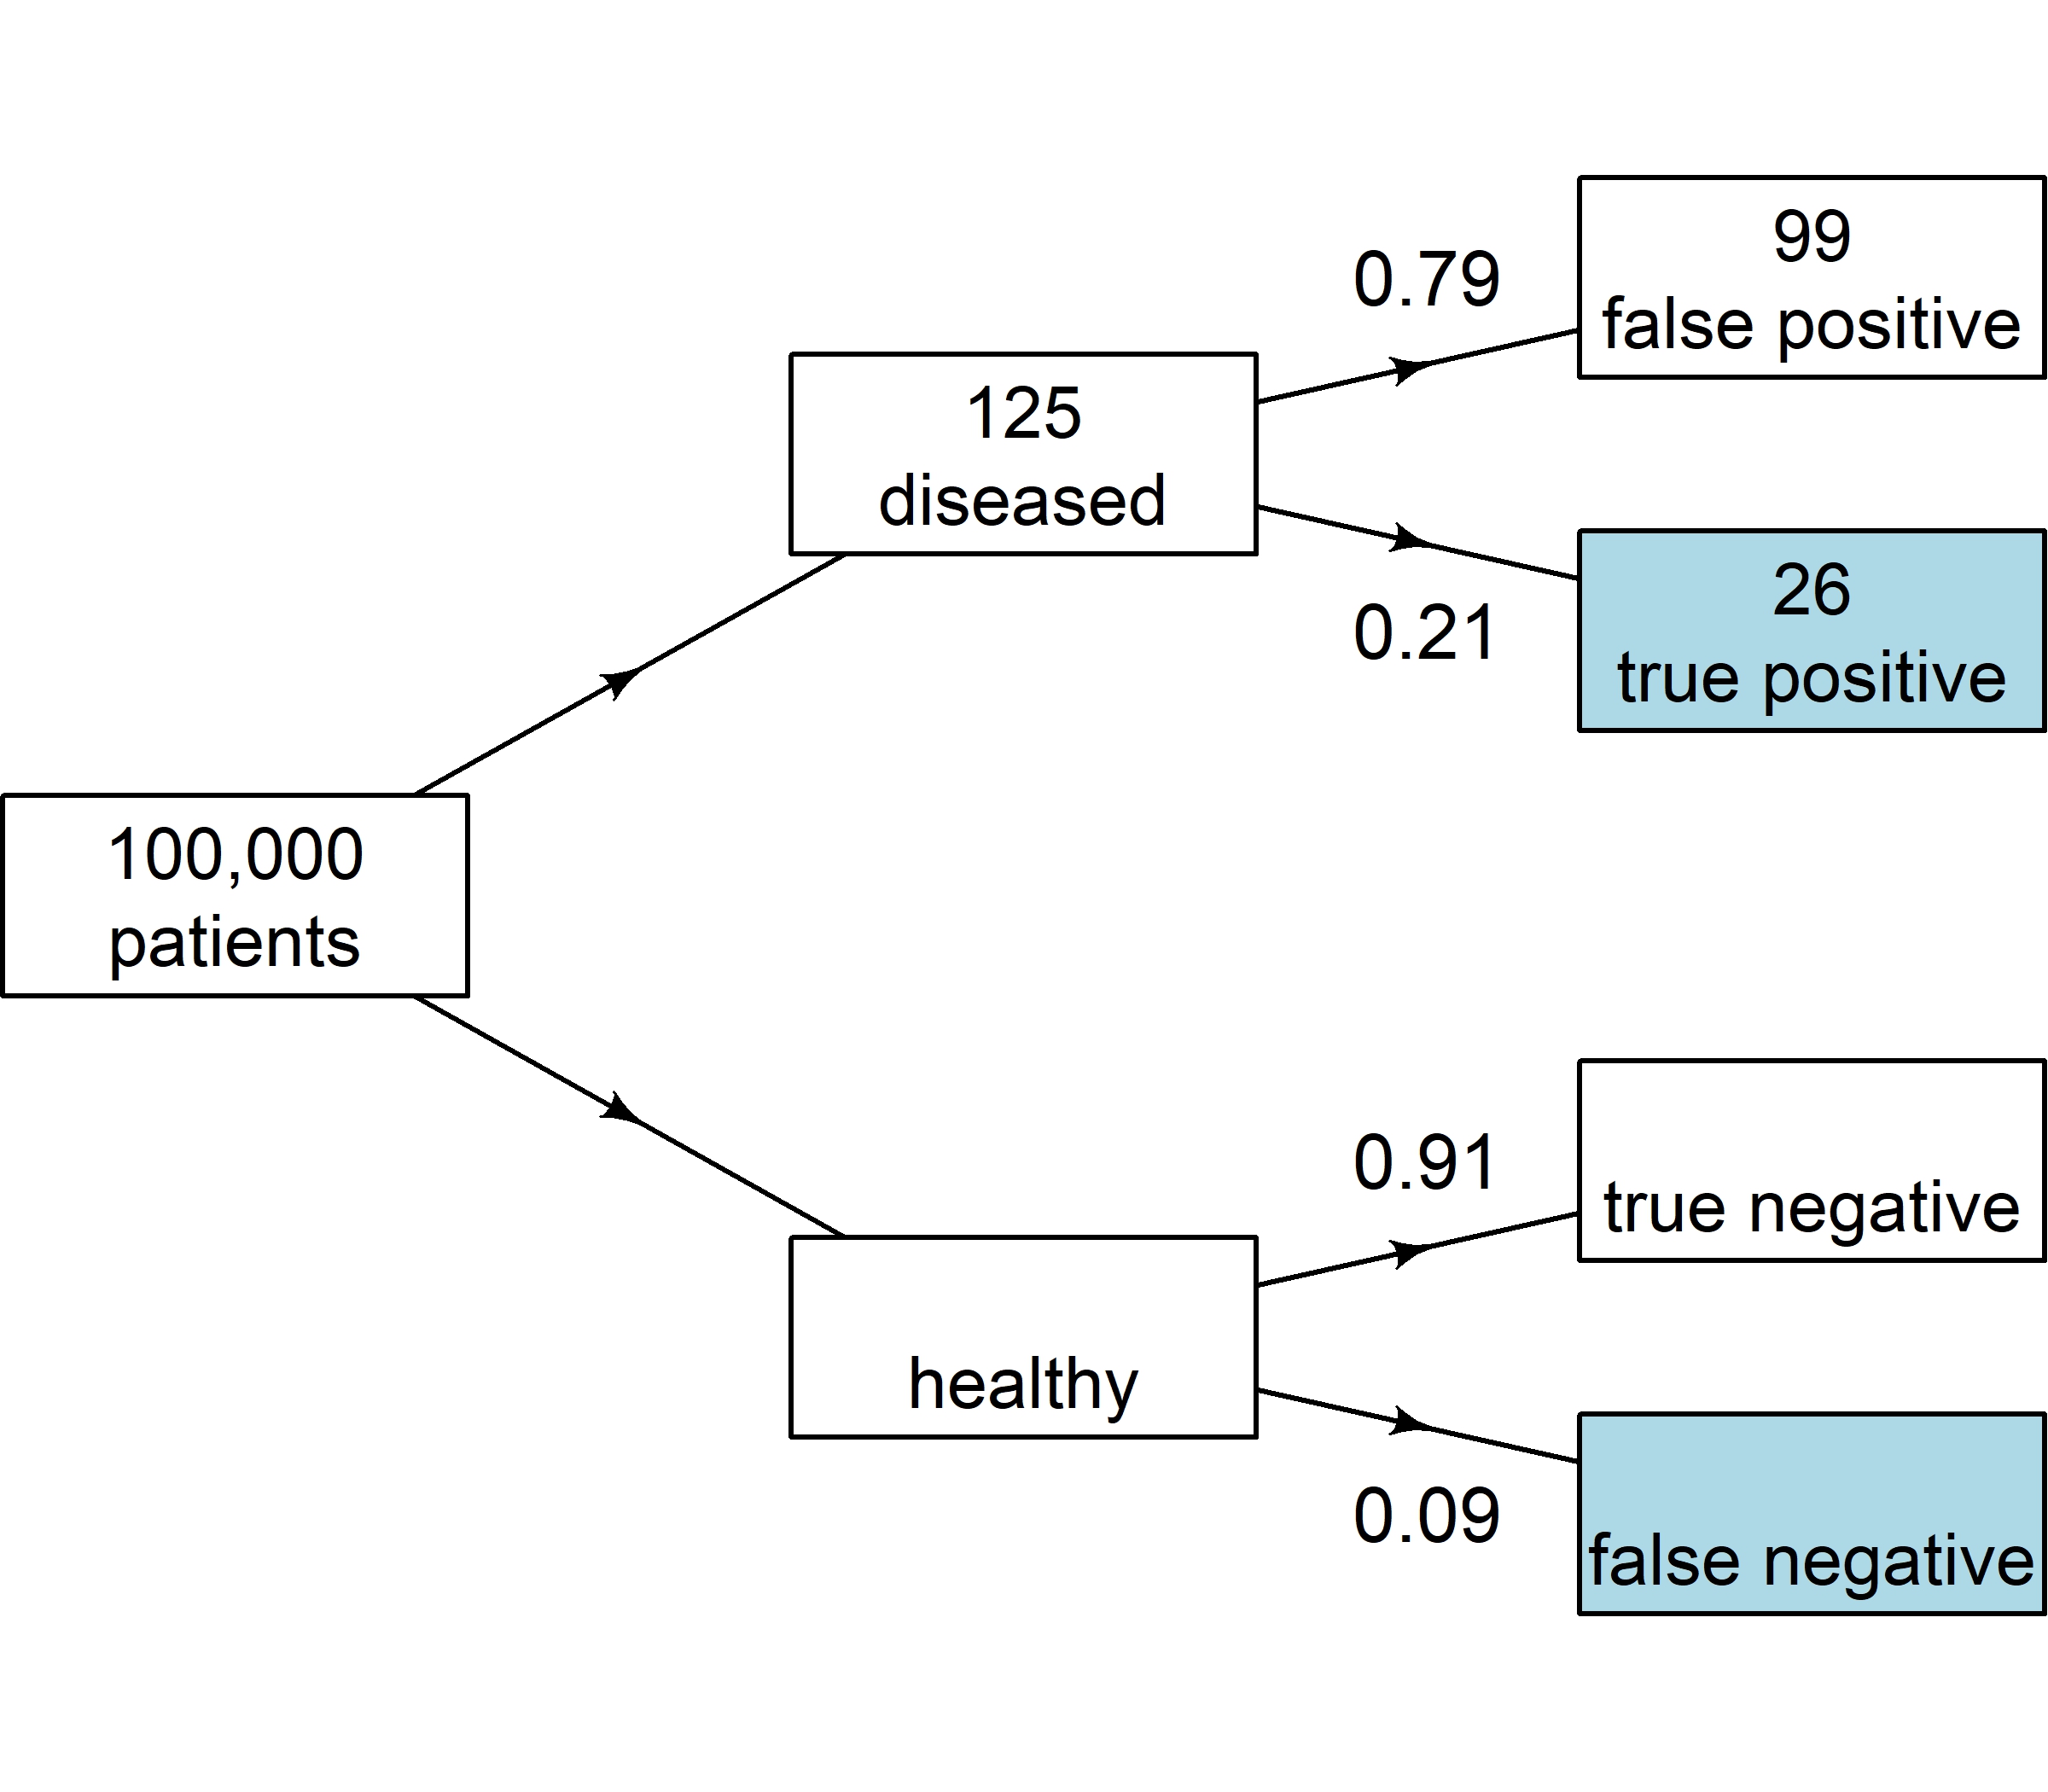 100,000
patients
125
diseased
healthy
0.79
0.21
0.91
0.09
99
false positive
26
true positive
true negative
false negative